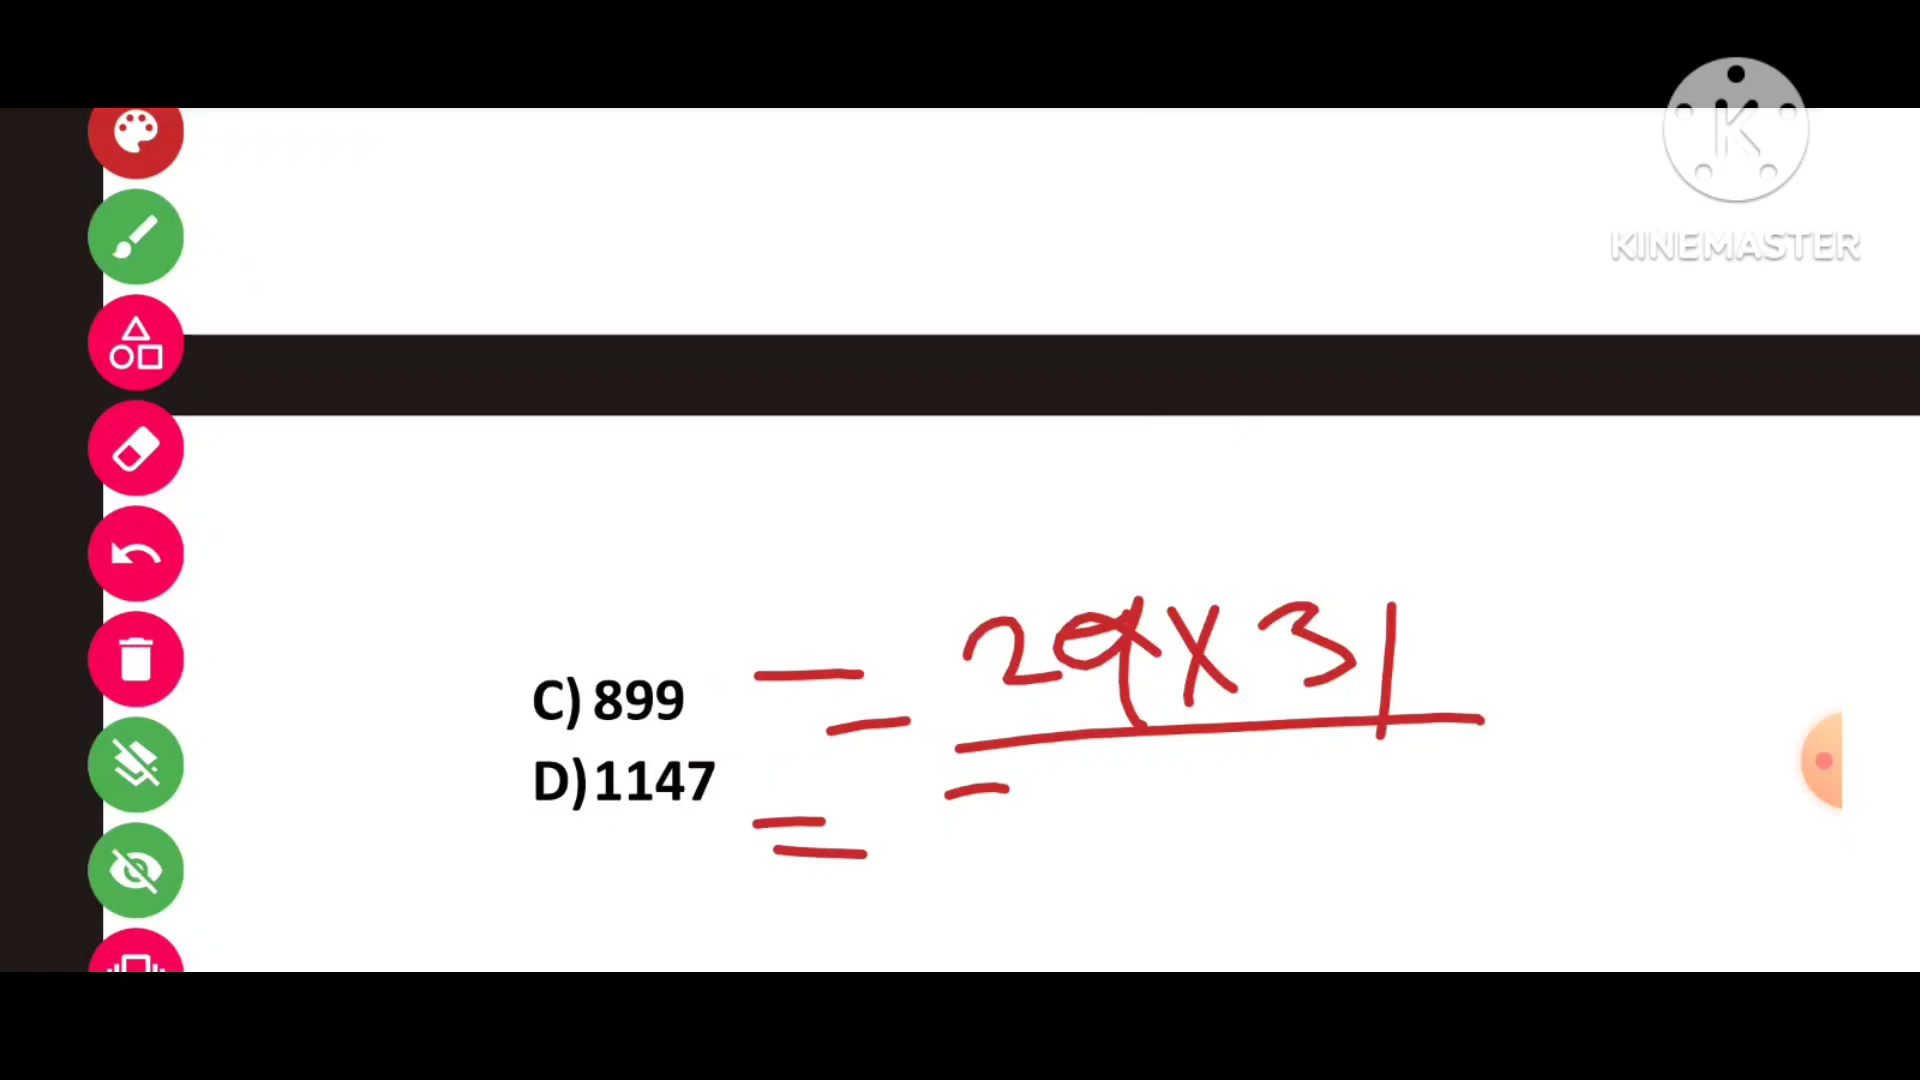 KINEMASTER
C) 899 = 29 X 31
D) 1147 =